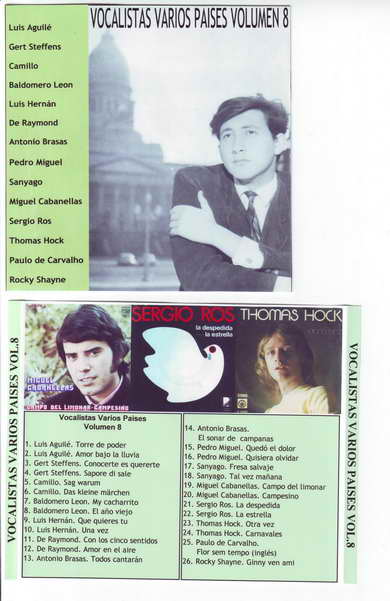 VOCALISTAS VARIOS PAISES VOLUMEN 8
Luis Aguilé
Gert Steffens
Camillo
Baldomero Leon
Luis Hernán
De Raymond
Antonio Brasas
Pedro Miguel
Sanyago
Miguel Cabanellas
Sergio Ros
Thomas Hock
Paulo de Carvalho
Rocky Shayne
VOCALISTAS VARIOS PAISES VOL.8
MIGUEL
CABANELLAS
CAMPO DEL LIMONAR-CAMPESINO
SERGIO ROS
la despedida
la estrella
THOMAS HOCK
VOCALISTAS VARIOS PAISES VOL.8
Vocalistas Varios Paises
Volumen 8
1. Luis Aguilé. Torre de poder
2. Luis Aguilé. Amor bajo la lluvia
3. Gert Steffens. Conocerte es quererte
4. Gert Steffens. Sapore di sale
5. Camillo. Sag warum
6. Camillo. Das kleine märchen
7. Baldomero Leon. My cacharrito
8. Baldomero Leon. El año viejo
9. Luis Hernán. Que quieres tu
10. Luis Hernán. Una vez
11. De Raymond. Con los cinco sentidos
12. De Raymond. Amor en el aire
13. Antonio Brasas. Todos cantarán
14. Antonio Brasas.
El sonar de campanas
15. Pedro Miguel. Quedó el dolor
16. Pedro Miguel. Quisiera olvidar
17. Sanyago. Fresa salvaje
18. Sanyago. Tal vez mañana
19. Miguel Cabanellas. Campo del limonar
20. Miguel Cabanellas. Campesino
21. Sergio Ros. La despedida
22. Sergio Ros. La estrella
23. Thomas Hock. Otra vez
24. Thomas Hock. Carnavales
25. Paulo de Carvalho.
Flor sem tempo (inglés)
26. Rocky Shayne. Ginny ven ami